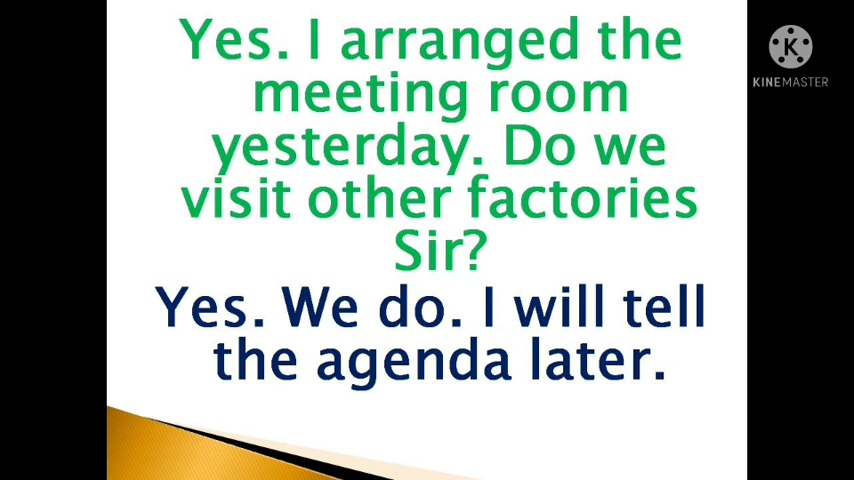 Yes. I arranged the
meeting room
yesterday. Do we
visit other factories
Sir?
Yes. We do. I will tell
the agenda later.
K
KINEMASTER